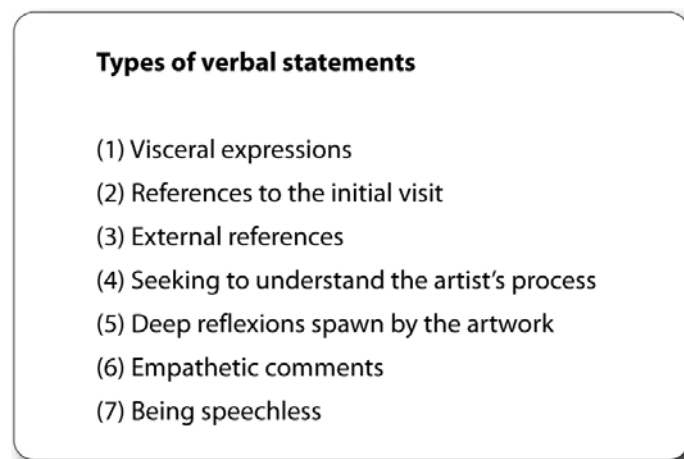 Types of verbal statements
(1) Visceral expressions
(2) References to the initial visit
(3) External references
(4) Seeking to understand the artist’s process
(5) Deep reflexions spawn by the artwork
(6) Empathetic comments
(7) Being speechless